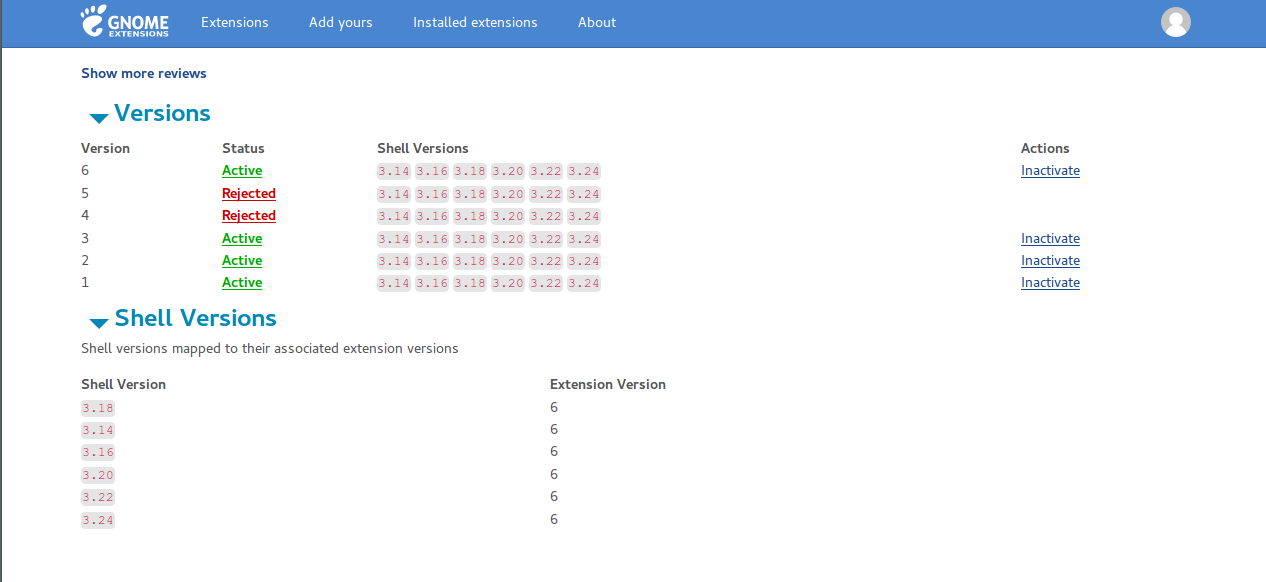 GNOME EXTENSIONS Extensions Add yours Installed extensions About
Show more reviews
Versions
Version Status Shell Versions Actions
6 Active 3.14 3.16 3.18 3.20 3.22 3.24 Inactivate
5 Rejected 3.14 3.16 3.18 3.20 3.22 3.24
4 Rejected 3.14 3.16 3.18 3.20 3.22 3.24
3 Active 3.14 3.16 3.18 3.20 3.22 3.24 Inactivate
2 Active 3.14 3.16 3.18 3.20 3.22 3.24 Inactivate
1 Active 3.14 3.16 3.18 3.20 3.22 3.24 Inactivate
Shell Versions
Shell versions mapped to their associated extension versions
Shell Version Extension Version
3.18 6
3.14 6
3.16 6
3.20 6
3.22 6
3.24 6